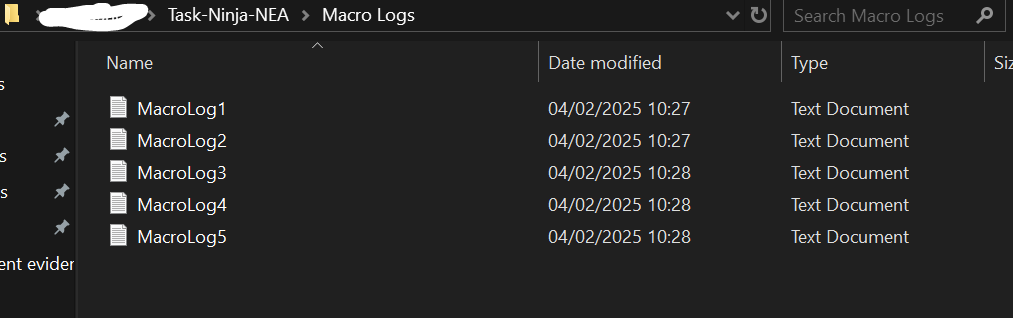 Task-Ninja-NEA > Macro Logs Search Macro Logs
Name Date modified Type Siz
MacroLog1 04/02/2025 10:27 Text Document
MacroLog2 04/02/2025 10:27 Text Document
MacroLog3 04/02/2025 10:28 Text Document
MacroLog4 04/02/2025 10:28 Text Document
MacroLog5 04/02/2025 10:28 Text Document
ent eviden